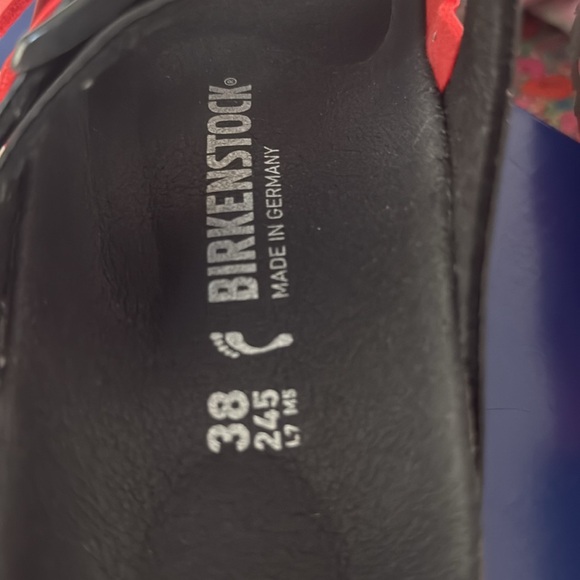 BIRKENSTOCK®
MADE IN GERMANY
38
245
L7 M5